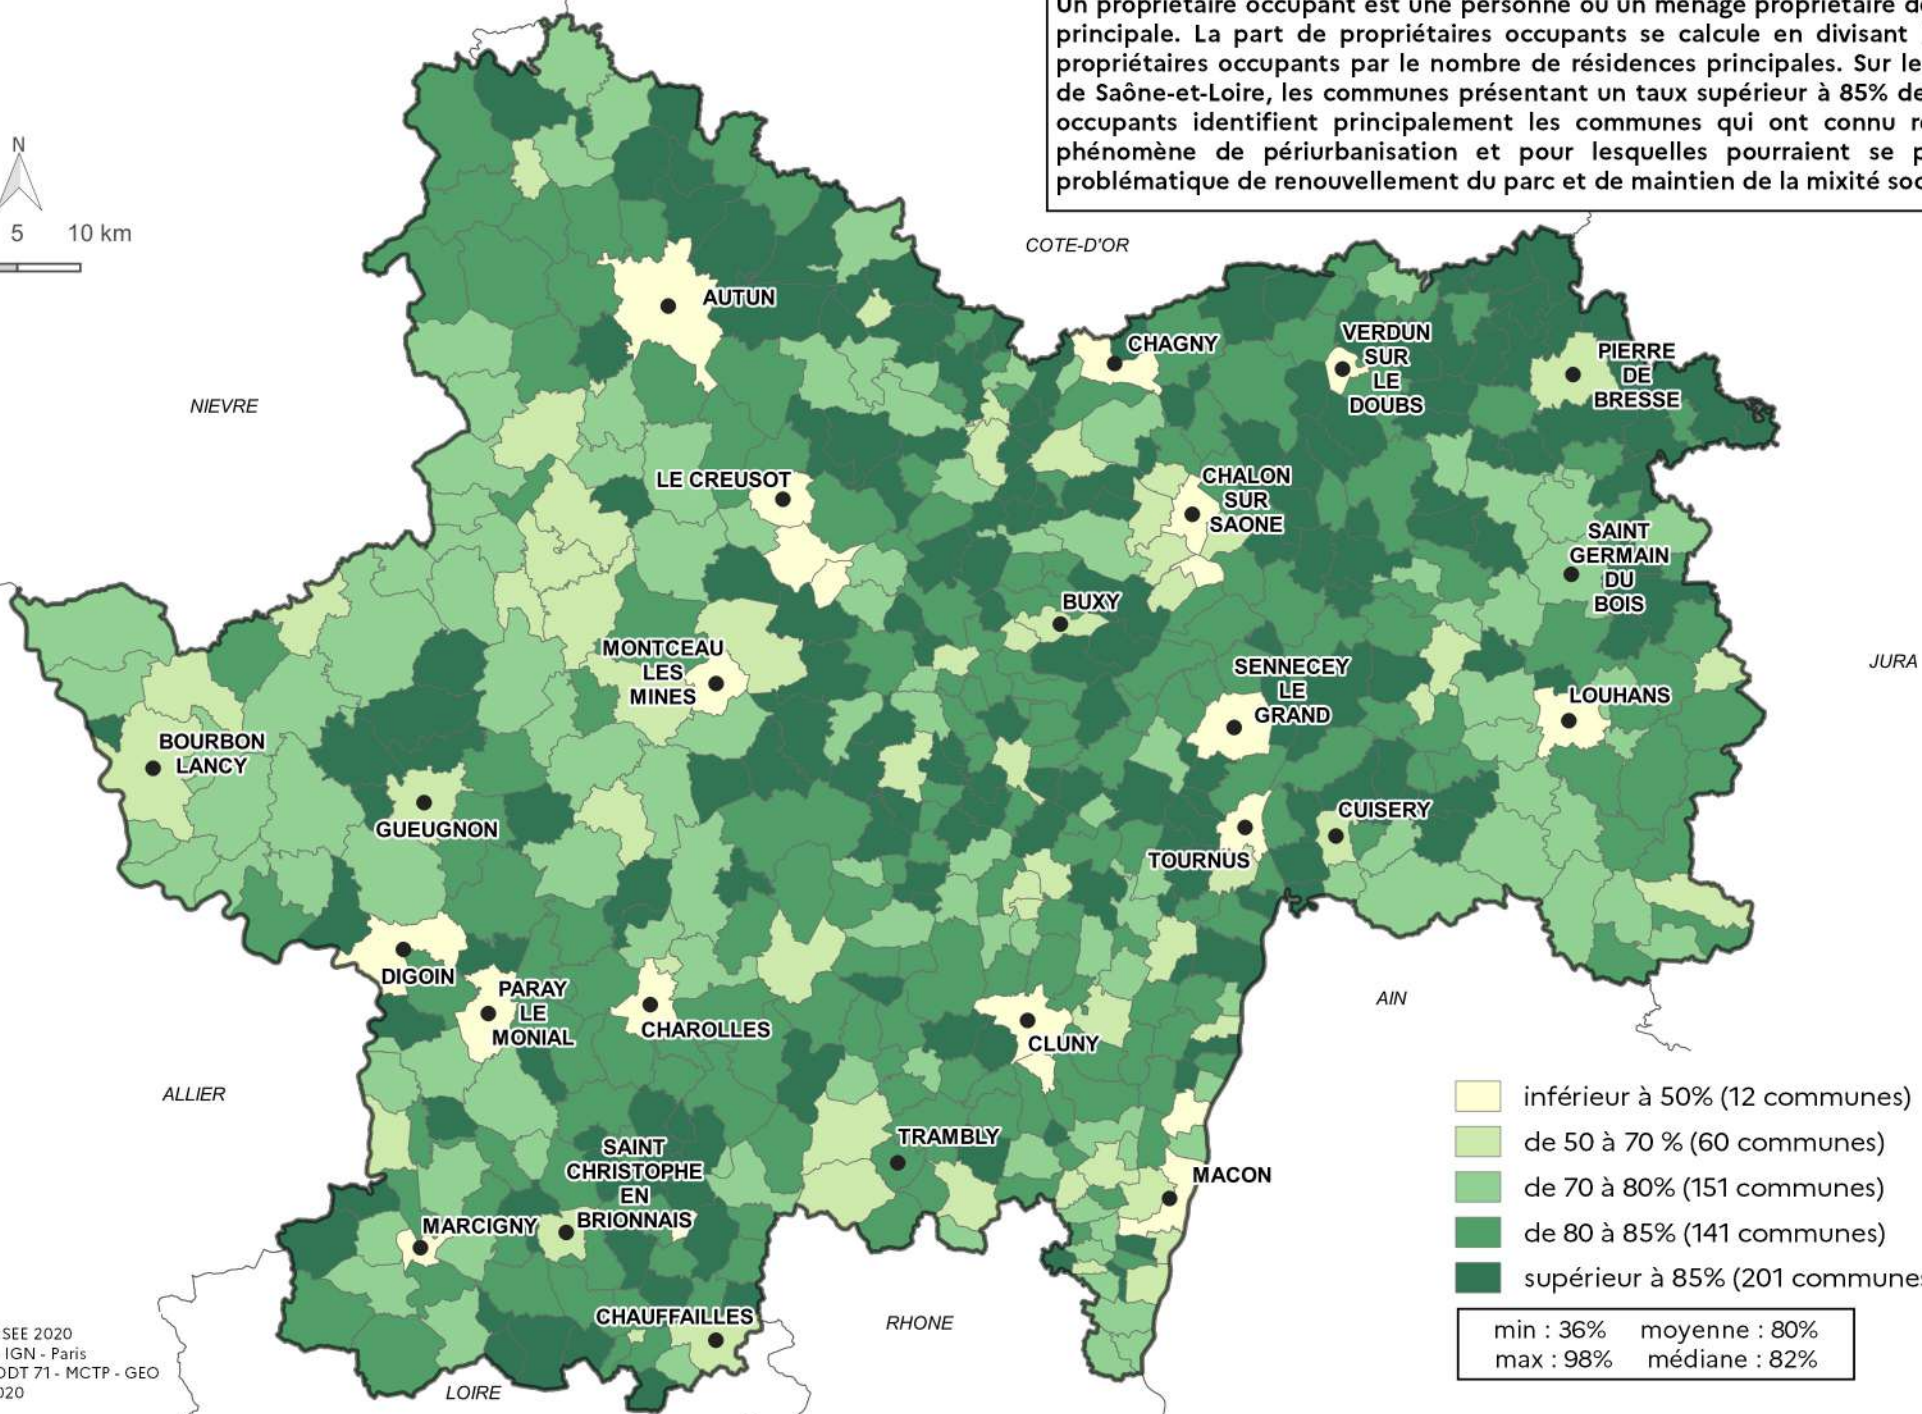 Un propriétaire occupant est une personne ou un ménage propriétaire de
principale. La part de propriétaires occupants se calcule en divisant
propriétaires occupants par le nombre de résidences principales. Sur le
de Saône-et-Loire, les communes présentant un taux supérieur à 85% de
occupants identifient principalement les communes qui ont connu
phénomène de périurbanisation et pour lesquelles pourraient se
problématique de renouvellement du parc et de maintien de la mixité
N
5 10 km
COTE-D'OR
AUTUN
CHAGNY
VERDUN
SUR
LE
DOUBS
PIERRE
DE
BRESSE
NIEVRE
LE CREUSOT
CHALON
SUR
SAONE
SAINT
GERMAIN
DU
BOIS
BUXY
MONTCEAU
LES
MINES
SENNECEY
LE
GRAND
JURA
LOUHANS
BOURBON
LANCY
GUEUGNON
CUISERY
TOURNUS
DIGOIN
PARAY
LE
MONIAL
CHAROLLES
CLUNY
AIN
ALLIER
TRAMBLY
SAINT
CHRISTOPHE
EN
BRIONNAIS
MACON
MARCIGNY
CHAUFFAILLES
RHONE
LOIRE
inférieur à 50% (12 communes)
de 50 à 70 % (60 communes)
de 70 à 80% (151 communes)
de 80 à 85% (141 communes)
supérieur à 85% (201 communes
min : 36% moyenne : 80%
max : 98% médiane : 82%
SEE 2020
IGN - Paris
DDT 71 - MCTP - GEO
020